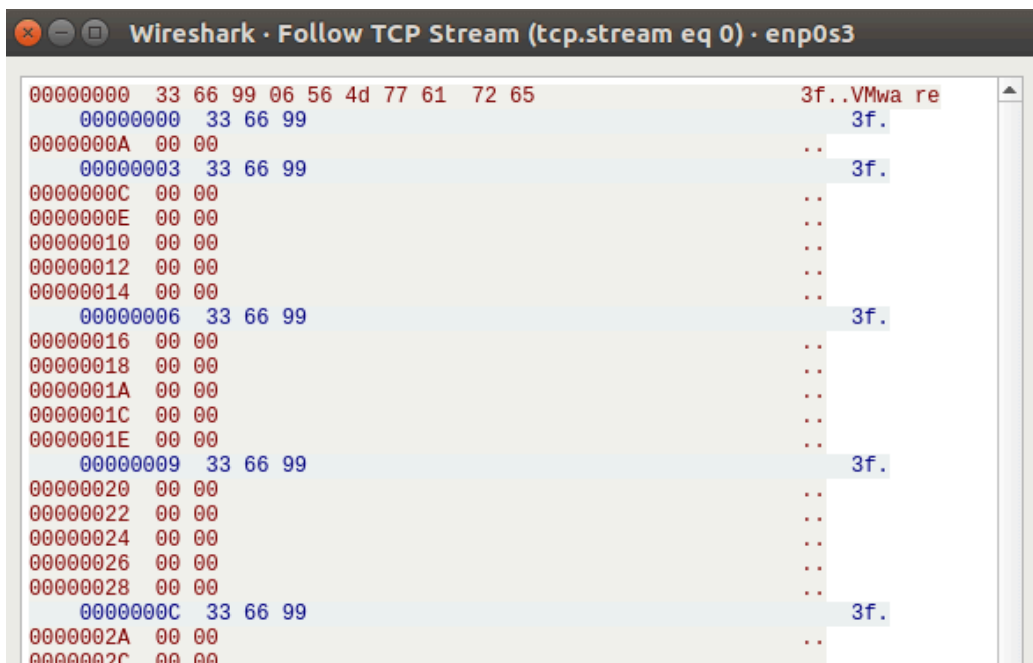 Wireshark · Follow TCP Stream (tcp.stream eq 0) · enp0s3
00000000 33 66 99 06 56 4d 77 61 72 65 3f..VMwa re
00000000 33 66 99 3f.
0000000A 00 00 ..
00000003 33 66 99 3f.
0000000C 00 00 ..
0000000E 00 00 ..
00000010 00 00 ..
00000012 00 00 ..
00000014 00 00 ..
00000006 33 66 99 3f.
00000016 00 00 ..
00000018 00 00 ..
0000001A 00 00 ..
0000001C 00 00 ..
0000001E 00 00 ..
00000009 33 66 99 3f.
00000020 00 00 ..
00000022 00 00 ..
00000024 00 00 ..
00000026 00 00 ..
00000028 00 00 ..
0000000C 33 66 99 3f.
0000002A 00 00 ..
0000002C 00 00